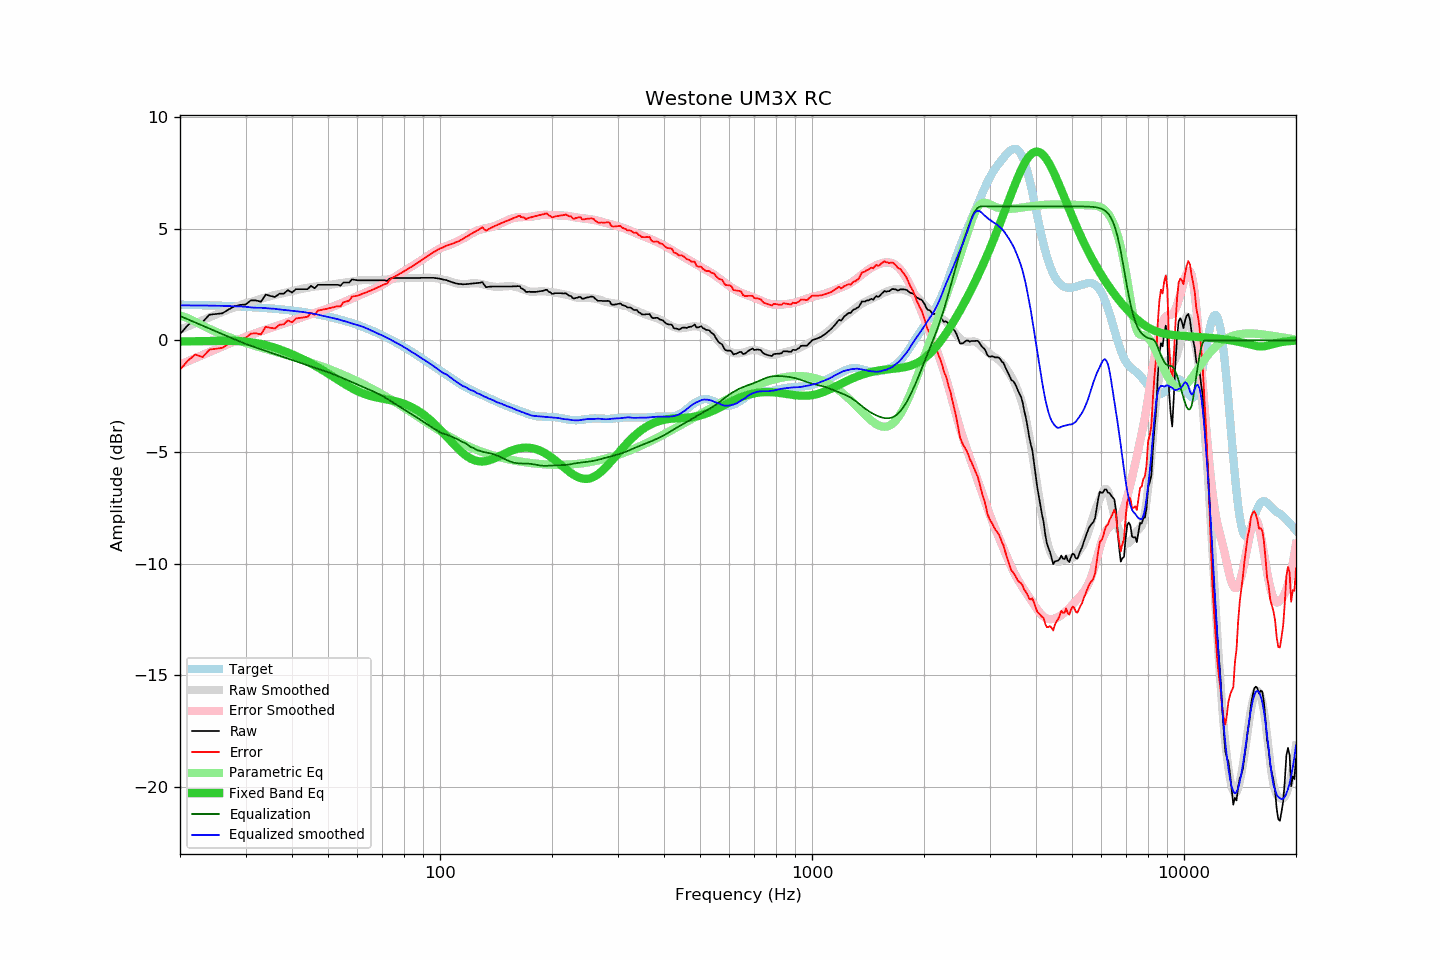 Westone UM3X RC
10
5
0
−5
−10
−15
−20
Amplitude (dBr)
Target
Raw Smoothed
Error Smoothed
Raw
Error
Parametric Eq
Fixed Band Eq
Equalization
Equalized smoothed
100
1000
10000
Frequency (Hz)